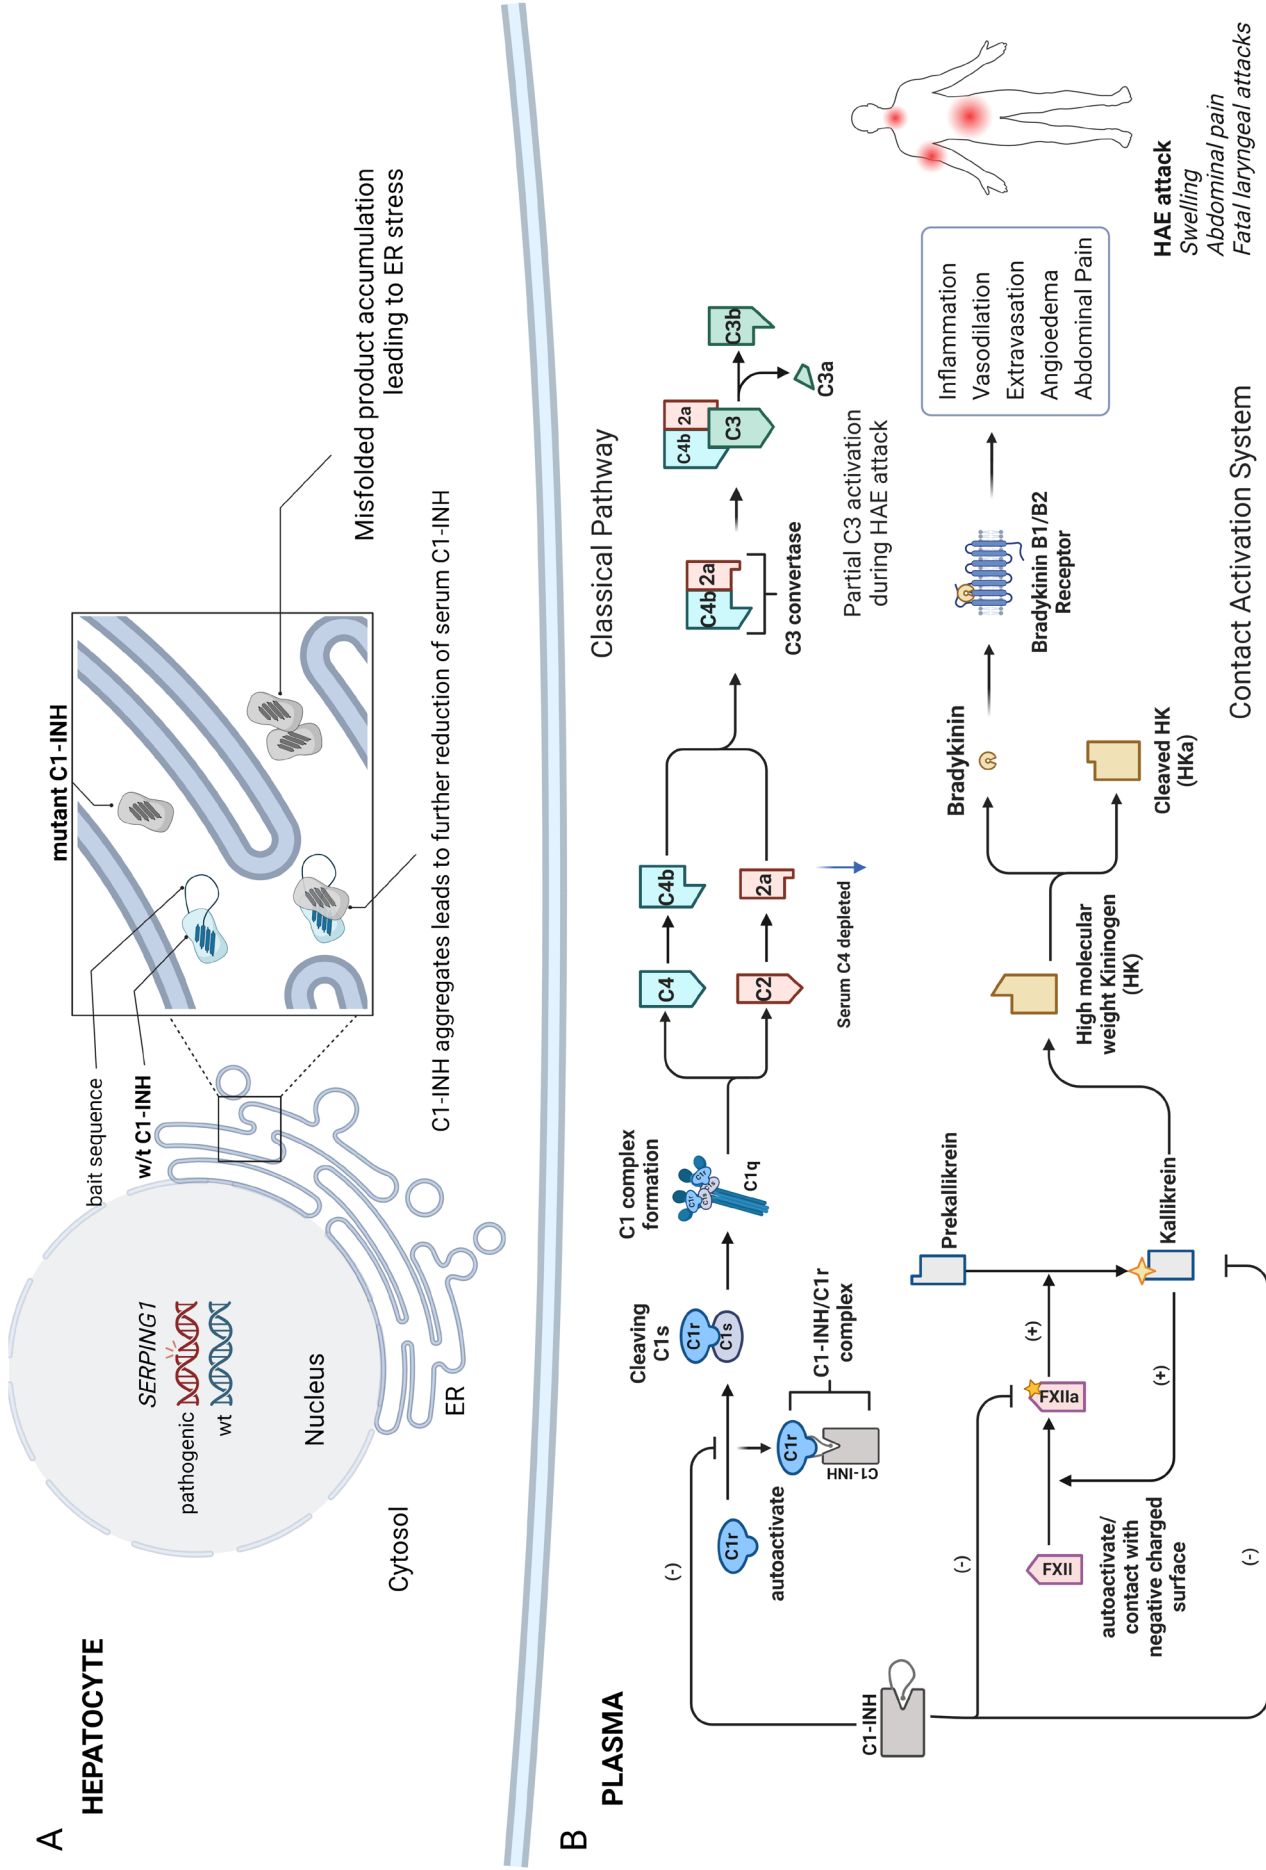 A
HEPATOCYTE
SERPING1
pathogenic
wt
Nucleus
ER
Cytosol
bait sequence
w/t C1-INH
mutant C1-INH
Misfolded product accumulation
leading to ER stress
C1-INH aggregates leads to further reduction of serum C1-INH
B
PLASMA
Classical Pathway
(-)
C1r
autoactivate
C1r
C1-INH
C1-INH/C1r
complex
Cleaving
C1s
C1r
C1s
C1 complex
formation
C1r
C1r
C1s
C1s
C1q
C4
C2
C4b
2a
Serum C4 depleted
C4b
2a
C3 convertase
C4b
2a
C3
C3b
C3a
Partial C3 activation
during HAE attack
C1-INH
(-)
FXII
autoactivate/
contact with
negative charged
surface
FXIIa
(+)
(+)
Prekallikrein
Kallikrein
(-)
High molecular
weight Kininogen
(HK)
Bradykinin
Cleaved HK
(HKa)
Bradykinin B1/B2
Receptor
Inflammation
Vasodilation
Extravasation
Angioedema
Abdominal Pain
HAE attack
Swelling
Abdominal pain
Fatal laryngeal attacks
Contact Activation System